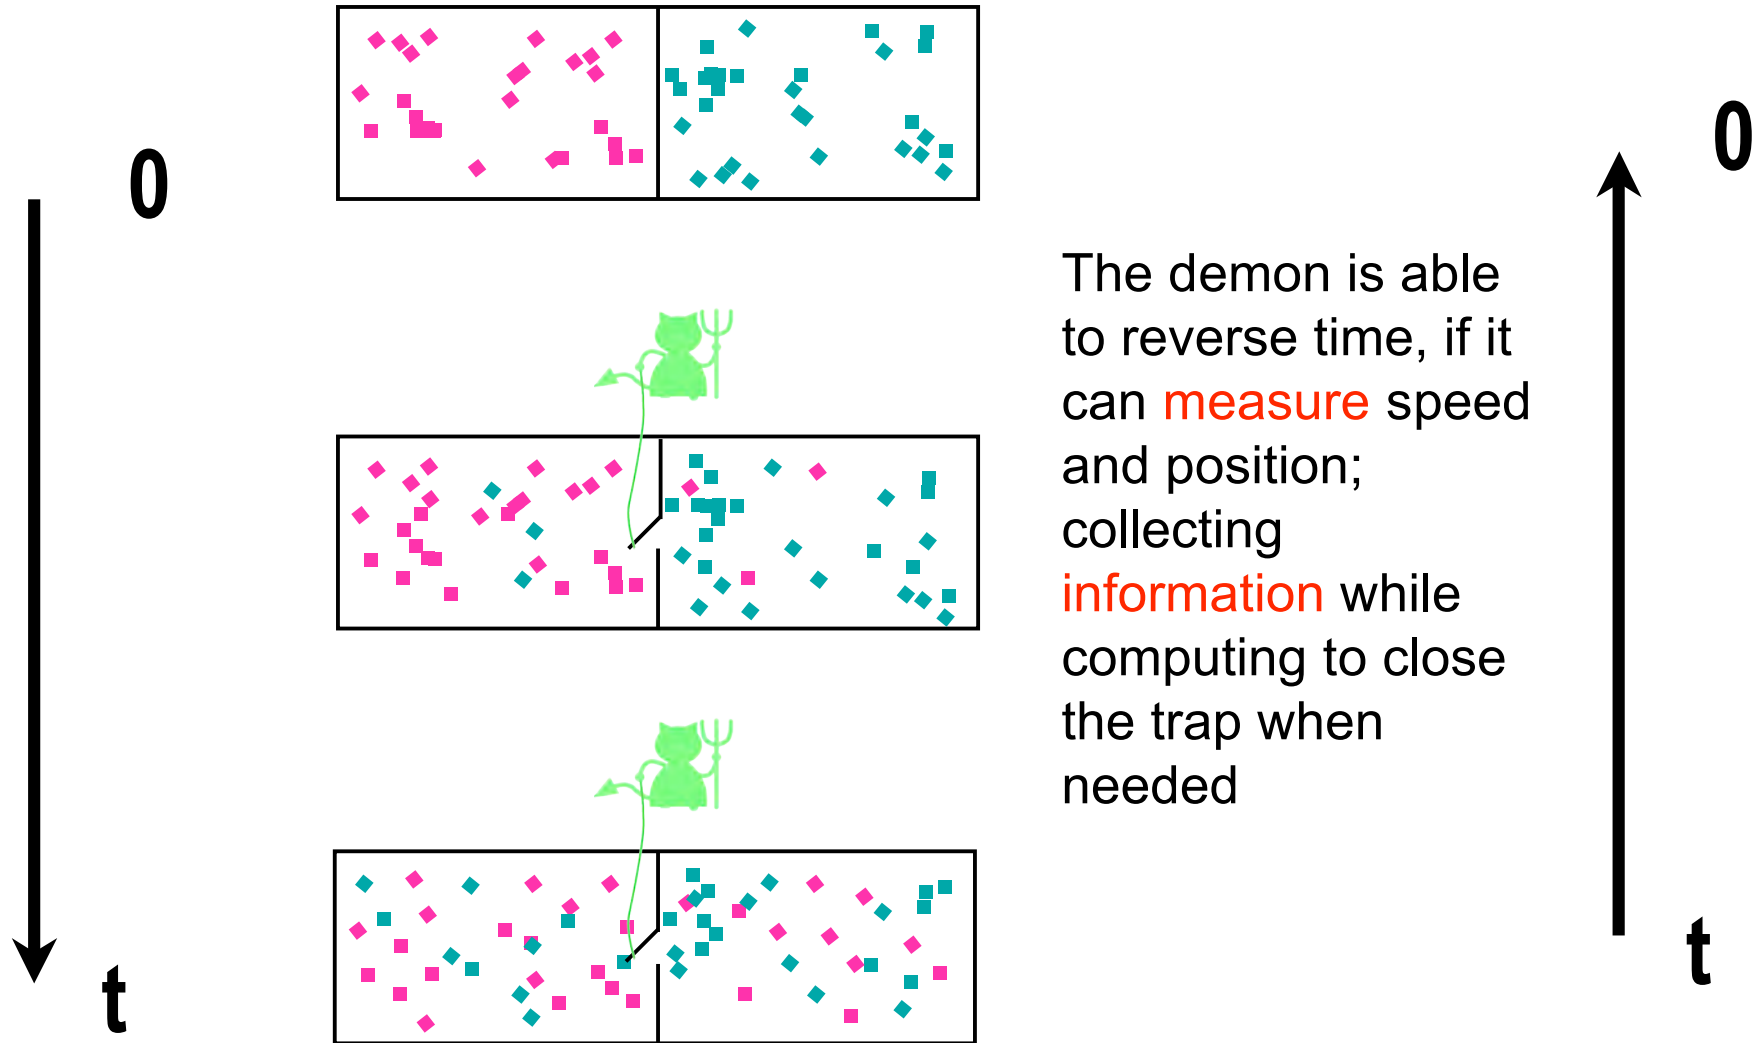 0
0
The demon is able
to reverse time, if it
can measure speed
and position;
collecting
information while
computing to close
the trap when
needed
t
t